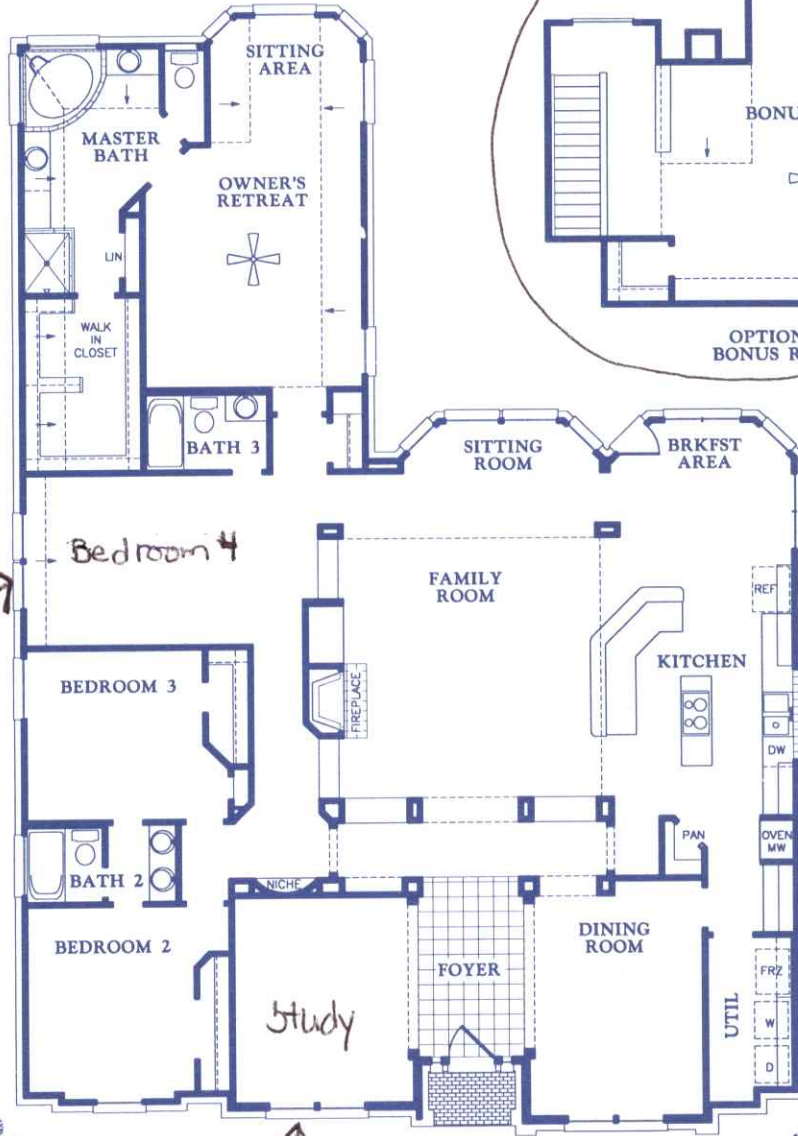 SITTING
AREA
MASTER
BATH
OWNER'S
RETREAT
LIN
WALK
IN
CLOSET
BATH 3
BONU
OPTION
BONUS R
SITTING
ROOM
BRKFST
AREA
Bedroom 4
FAMILY
ROOM
REF
KITCHEN
BEDROOM 3
FIREPLACE
DW
PAN
OVEN
MW
BATH 2
NICHE
BEDROOM 2
DINING
ROOM
FOYER
FRZ
Study
UTIL
W
D